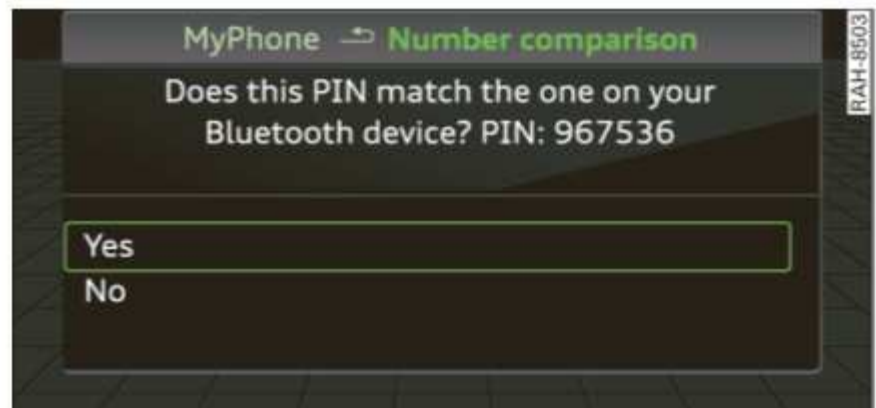 MyPhone ⮌ Number comparison
Does this PIN match the one on your
Bluetooth device? PIN: 967536
Yes
No
RAH-8503